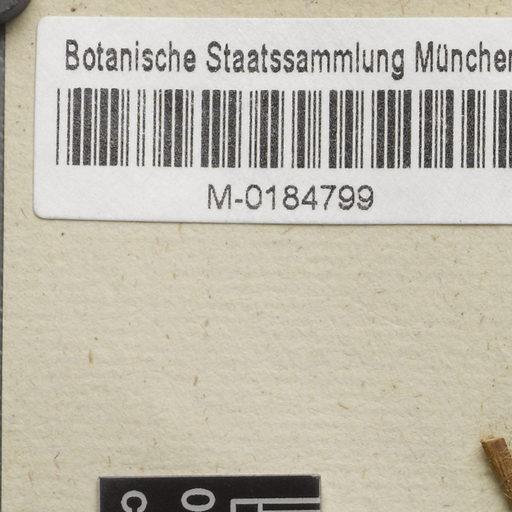 Botanische Staatssammlung München
M-0184799